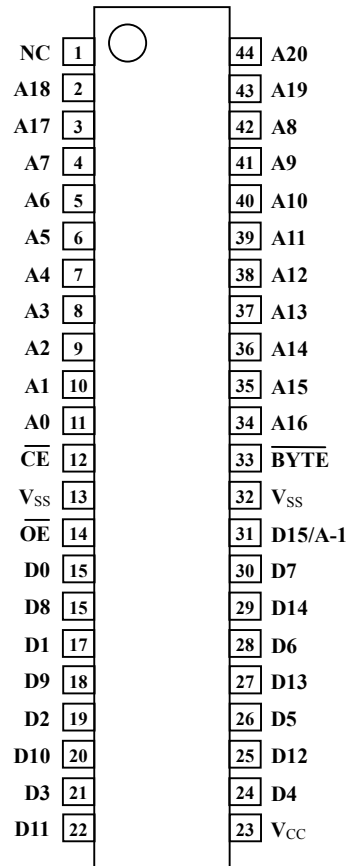 NC 1 44 A20
A18 2 43 A19
A17 3 42 A8
A7 4 41 A9
A6 5 40 A10
A5 6 39 A11
A4 7 38 A12
A3 8 37 A13
A2 9 36 A14
A1 10 35 A15
A0 11 34 A16
CE 12 33 BYTE
VSS 13 32 VSS
OE 14 31 D15/A-1
D0 15 30 D7
D8 15 29 D14
D1 17 28 D6
D9 18 27 D13
D2 19 26 D5
D10 20 25 D12
D3 21 24 D4
D11 22 23 VCC